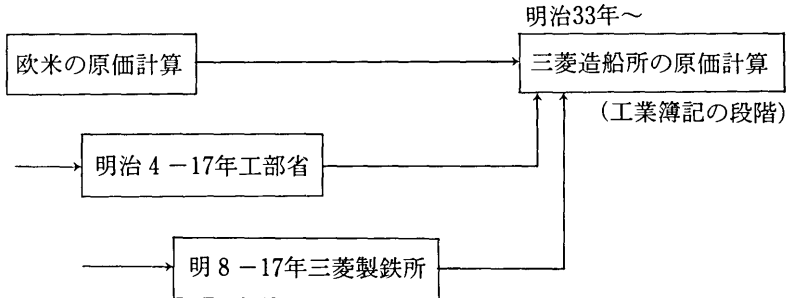 明治33年～
欧米の原価計算
三菱造船所の原価計算
(工業簿記の段階)
明治4－17年工部省
明8－17年三菱製鉄所